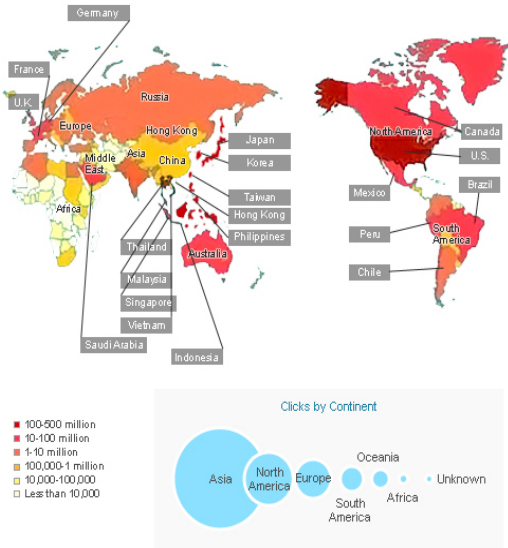 Germany
France
U.K.
Russia
Europe
Hong Kong
Asia
China
Middle
East
Africa
Japan
Korea
Taiwan
Hong Kong
Philippines
Australia
Thailand
Malaysia
Singapore
Vietnam
Saudi Arabia
Indonesia
North America
Canada
U.S.
Mexico
Brazil
Peru
South
America
Chile
100-500 million
10-100 million
1-10 million
100,000-1 million
10,000-100,000
Less than 10,000
Clicks by Continent
Asia
North
America
Europe
South
America
Oceania
Africa
Unknown